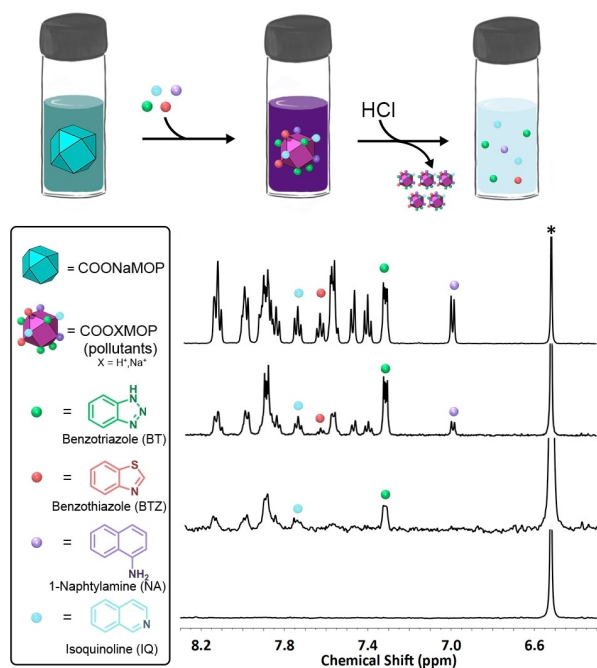 HCl
*
= COONaMOP
= COOXMOP
(pollutants)
X = H⁺,Na⁺
=
H
N
N
N
Benzotriazole (BT)
=
S
N
Benzothiazole (BTZ)
=
NH₂
1-Naphtylamine (NA)
=
N
Isoquinoline (IQ)
8.2 7.8 7.4 7.0 6.6
Chemical Shift (ppm)